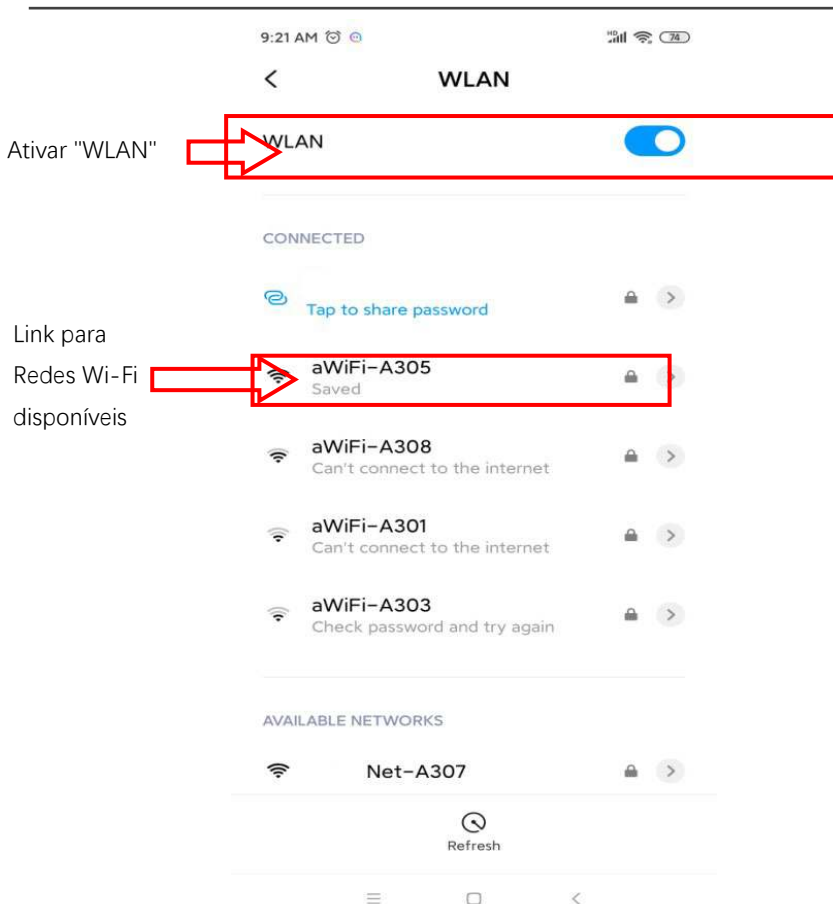 9:21 AM HD 74
WLAN
Ativar "WLAN"
WLAN
CONNECTED
Tap to share password
Link para
Redes Wi-Fi
disponíveis
aWiFi-A305
Saved
aWiFi-A308
Can't connect to the internet
aWiFi-A301
Can't connect to the internet
aWiFi-A303
Check password and try again
AVAILABLE NETWORKS
Net-A307
Refresh